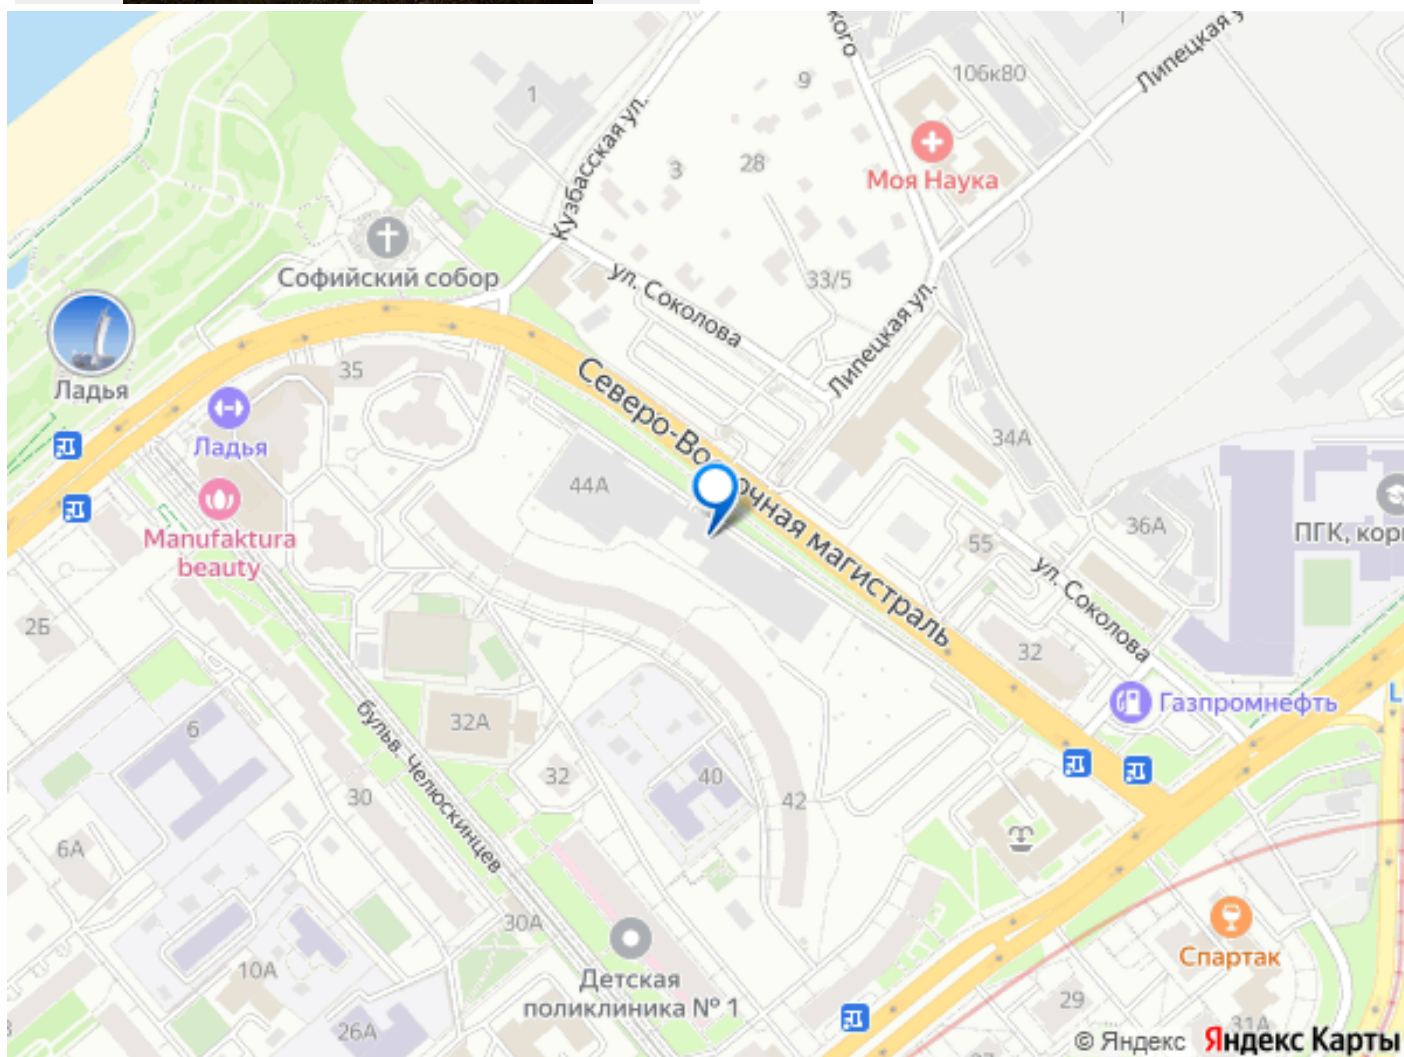 кого
Липецкая у
1
106к80
9
1
Кузбасская ул.
28
3
Моя Наука
Софийский собор
ул. Соколова
33/5
Липецкая ул.
Ладья
35
Северо-Во
очная магистраль
Ладья
34А
44А
36А
ПГК, кор
Manufaktura
beauty
55
ул. Соколова
2Б
32
Газпромнефть
L
6
32А
бульв. Челюскинцев
32
40
42
30
6А
30А
Спартак
10А
Детская
поликлиника № 1
29
31А
26А
27
© Яндекс Яндекс Карты